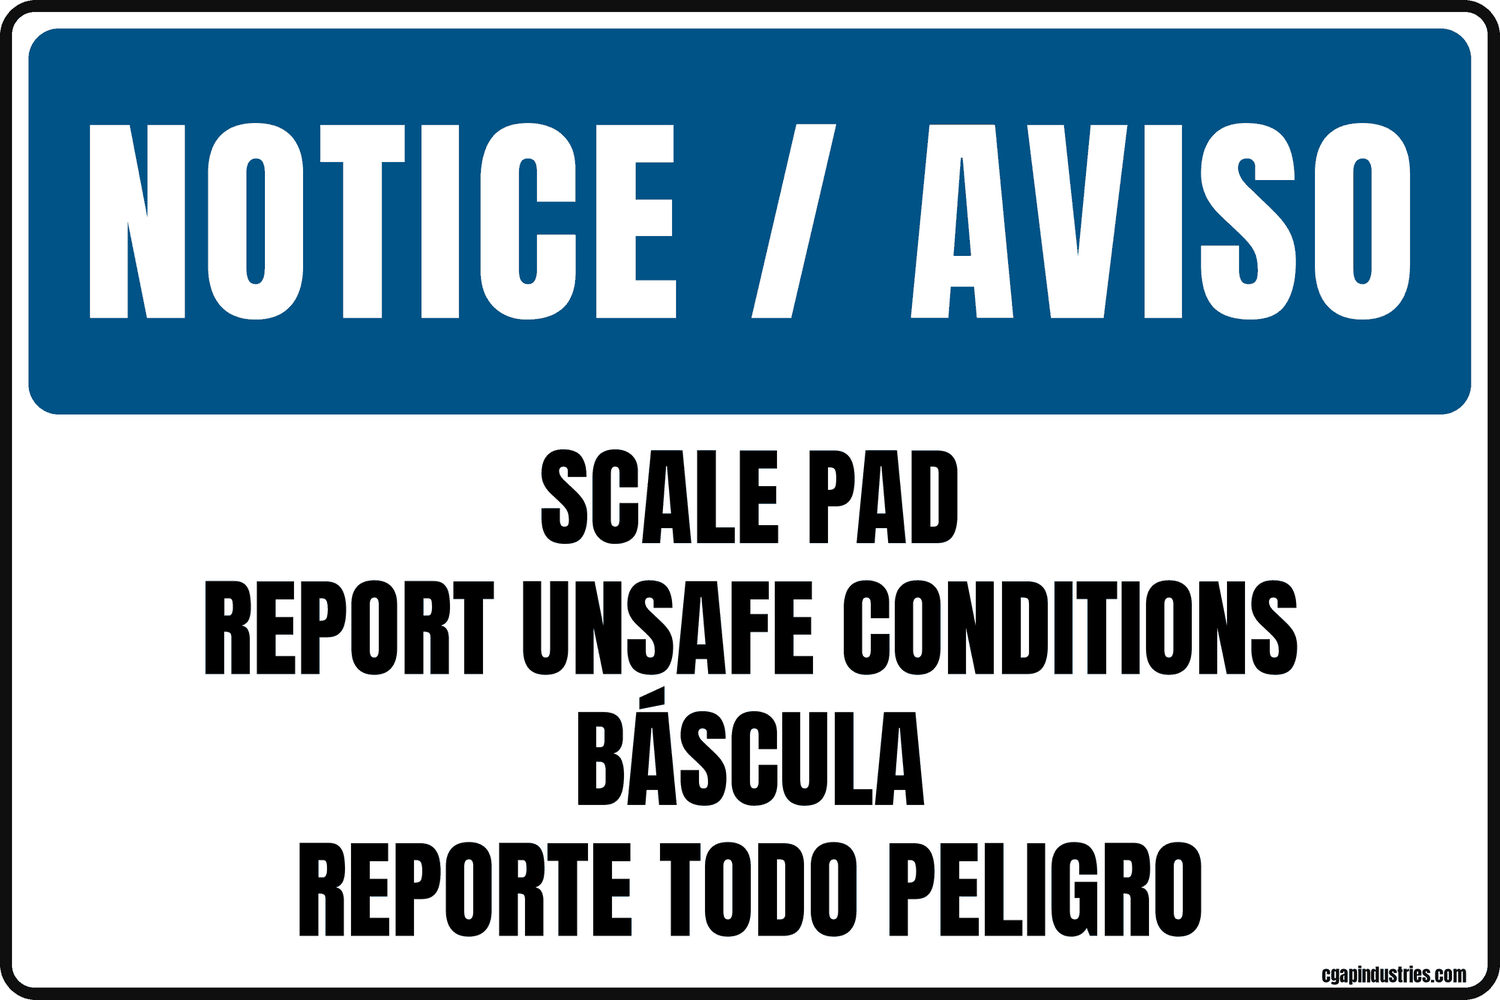 NOTICE / AVISO
SCALE PAD
REPORT UNSAFE CONDITIONS
BÁSCULA
REPORTE TODO PELIGRO
cgapindustries.com